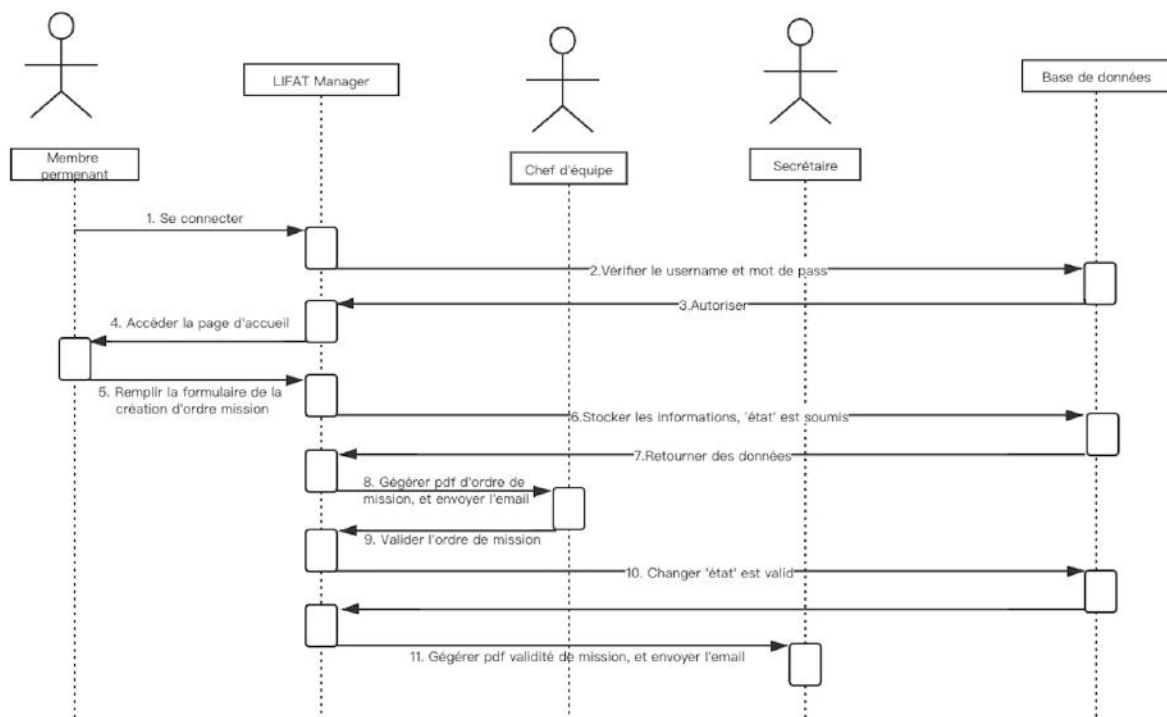 LIFAT Manager
Base de données
Membre
permenant
Chef d'équipe
Secrétaire
1. Se connecter
2.Vérifier le username et mot de pass
3.Autoriser
4. Accéder la page d'accueil
5. Remplir la formulaire de la
création d'ordre mission
6.Stocker les informations, 'état' est soumis
7.Retourner des données
8. Gégérer pdf d'ordre de
mission, et envoyer l'email
9. Valider l'ordre de mission
10. Changer 'état' est valid
11. Gégérer pdf validité de mission, et envoyer l'email